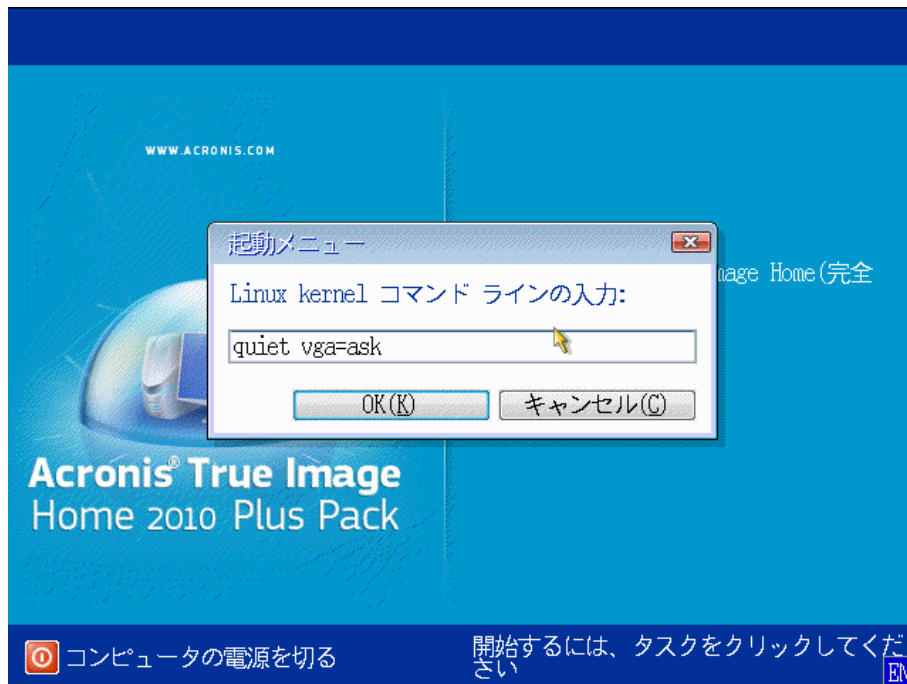 WWW.ACRONIS.COM
起動メニュー
Linux kernel コマンド ラインの入力:
quiet vga=ask
OK(K)
キャンセル(C)
mage Home(完全
Acronis® True Image
Home 2010 Plus Pack
コンピュータの電源を切る
開始するには、タスクをクリックしてくだ
さい
EN